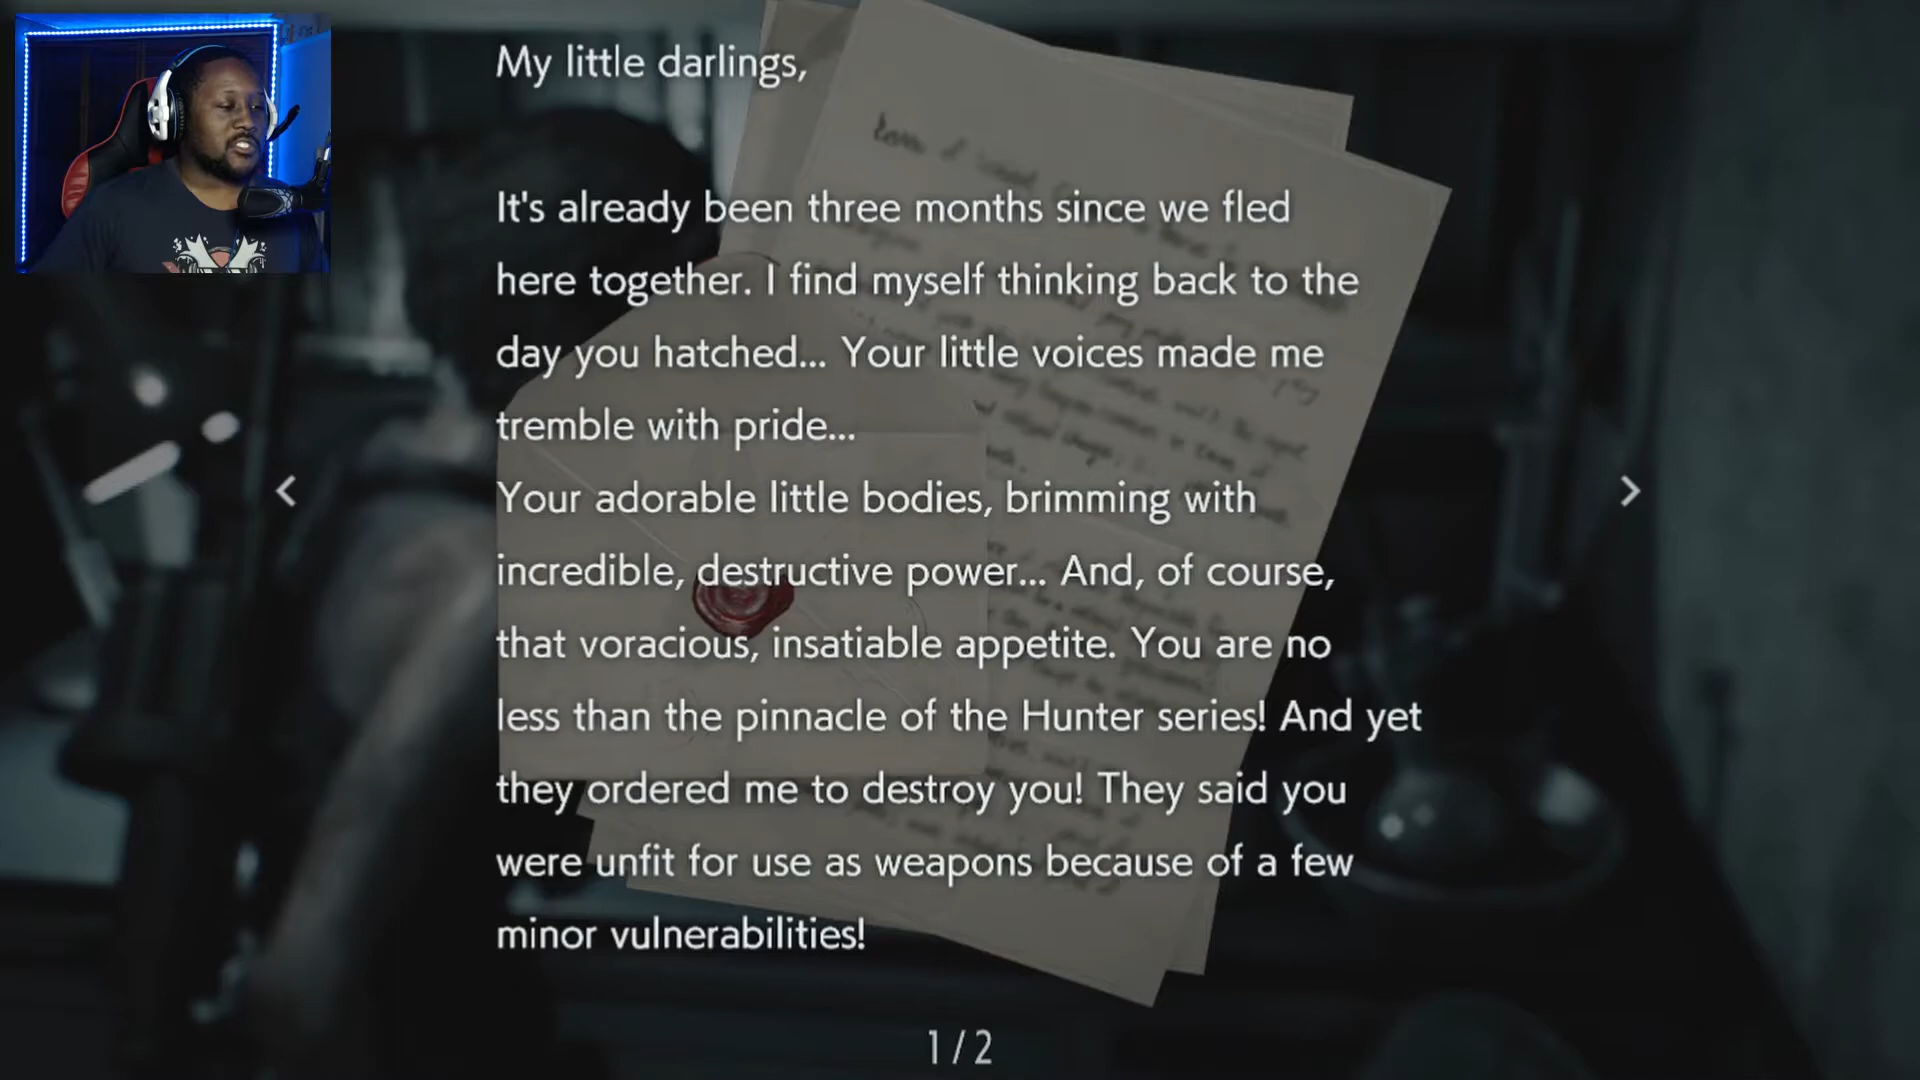 My little darlings,
It's already been three months since we fled
here together. I find myself thinking back to the
day you hatched... Your little voices made me
tremble with pride...
Your adorable little bodies, brimming with
incredible, destructive power... And, of course,
that voracious, insatiable appetite. You are no
less than the pinnacle of the Hunter series! And yet
they ordered me to destroy you! They said you
were unfit for use as weapons because of a few
minor vulnerabilities!
1 / 2